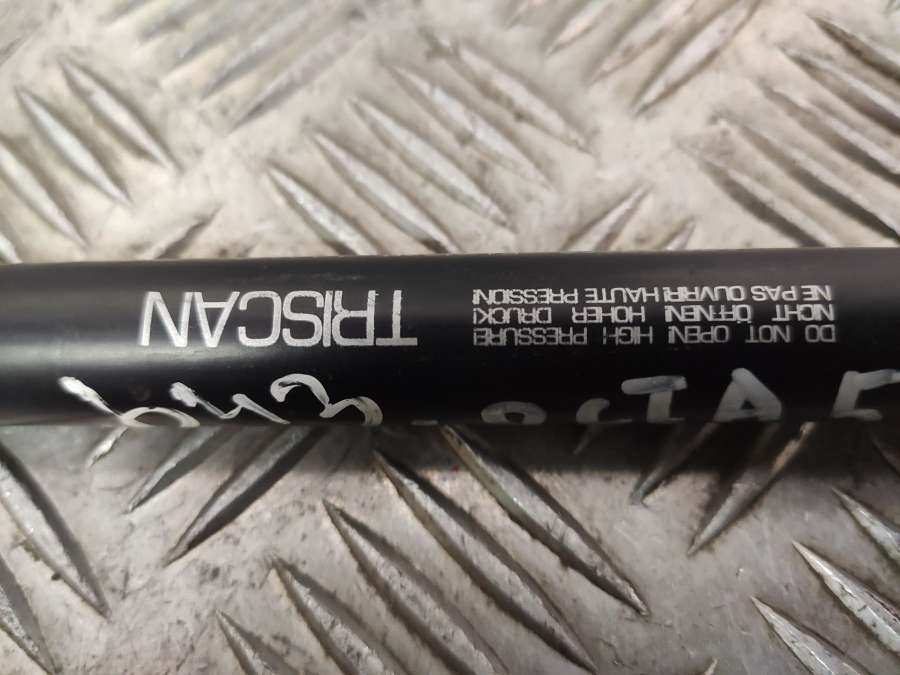 DO NOT OPEN! HIGH PRESSURE!
NICHT ÖFFNEN! HOHER DRUCK!
NE PAS OUVRIR! HAUTE PRESSION!
TRISCAN